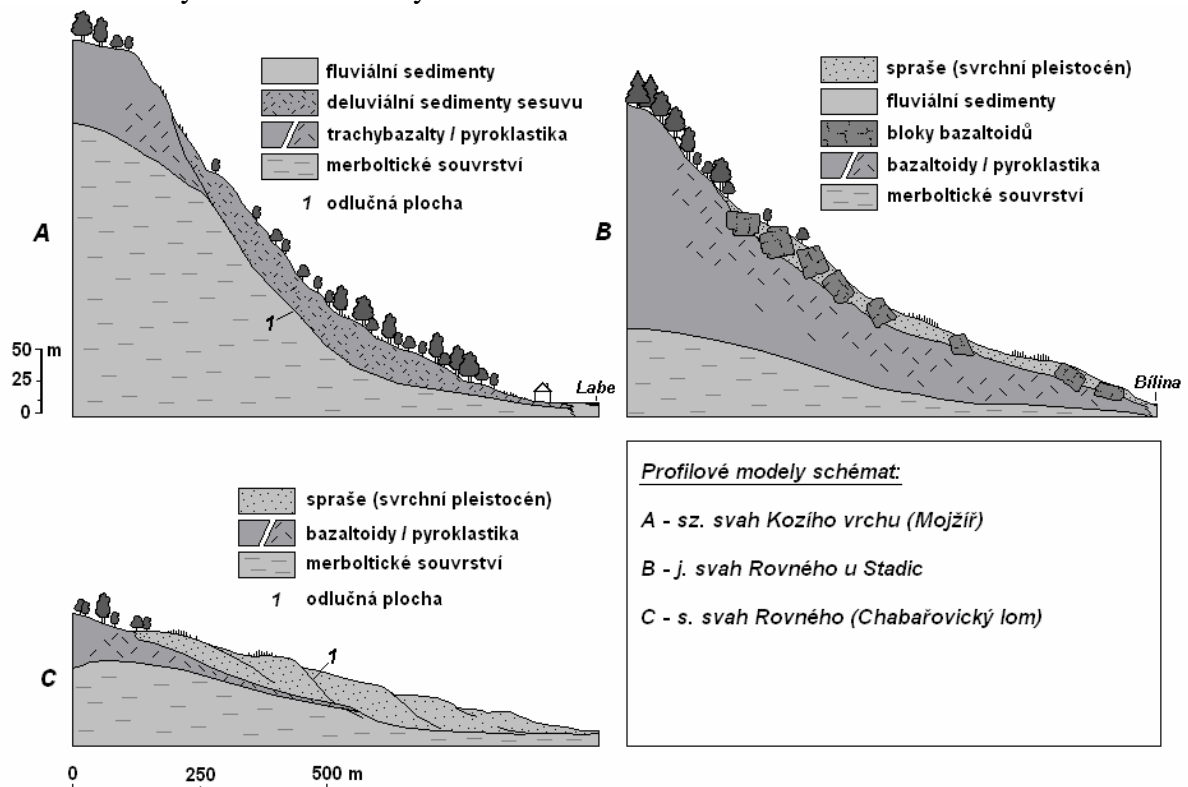 fluviální sedimenty
deluviální sedimenty sesuvu
trachybazalty / pyroklastika
merboltické souvrství
1 odlučná plocha
A
1
50 m
25
0
Labe
spraše (svrchní pleistocén)
fluviální sedimenty
bloky bazaltoidů
bazaltoidy / pyroklastika
merboltické souvrství
B
Bílina
spraše (svrchní pleistocén)
bazaltoidy / pyroklastika
merboltické souvrství
1 odlučná plocha
1
C
0 250 500 m
Profilové modely schémat:
A - sz. svah Kozího vrchu (Mojžíř)
B - j. svah Rovného u Stadic
C - s. svah Rovného (Chabařovický lom)